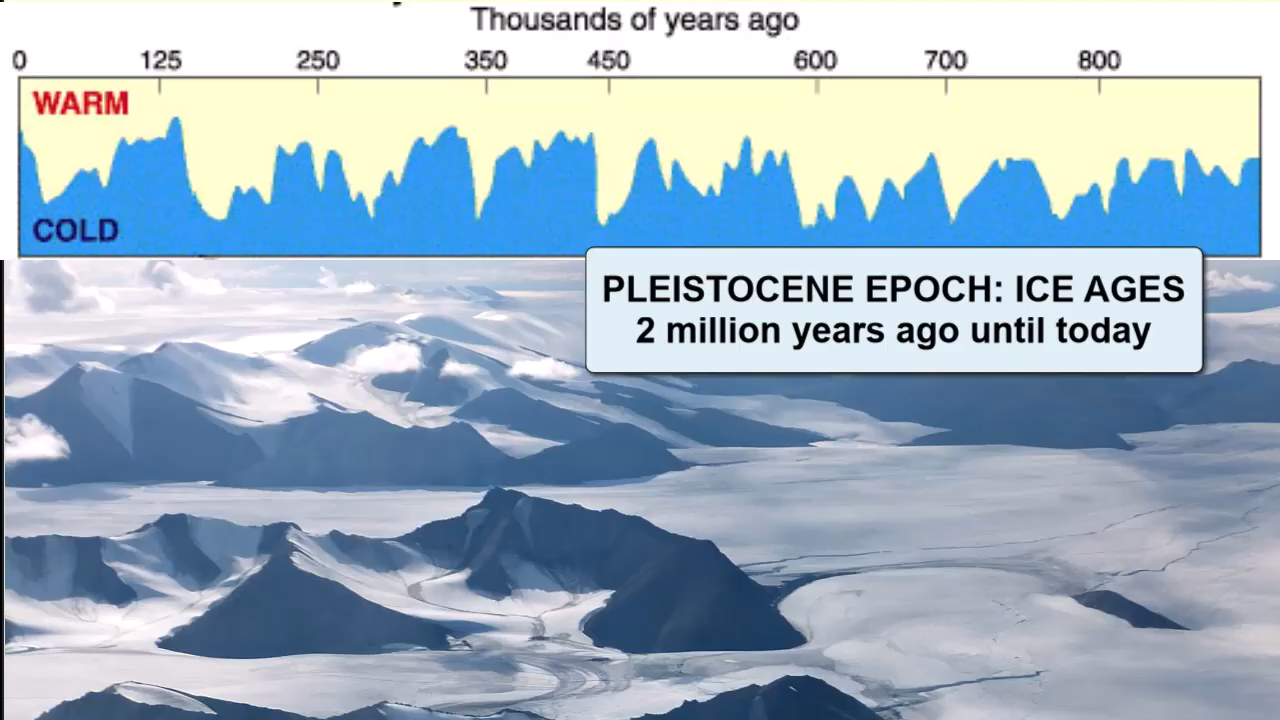 Thousands of years ago
0 125 250 350 450 600 700 800
WARM
COLD
PLEISTOCENE EPOCH: ICE AGES
2 million years ago until today